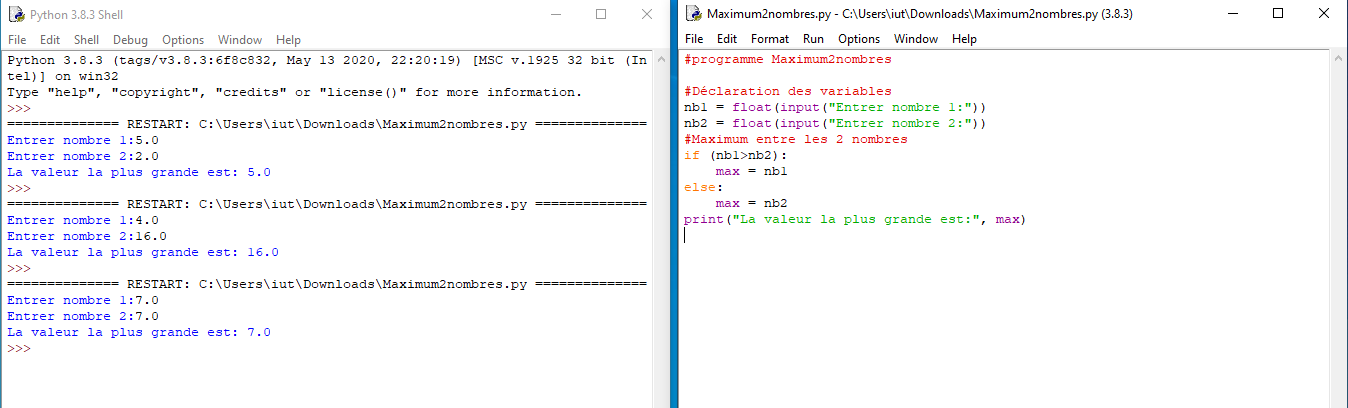 Python 3.8.3 Shell
File Edit Shell Debug Options Window Help
Python 3.8.3 (tags/v3.8.3:6f8c832, May 13 2020, 22:20:19) [MSC v.1925 32 bit (In
tel)] on win32
Type "help", "copyright", "credits" or "license()" for more information.
>>>
============== RESTART: C:\Users\iut\Downloads\Maximum2nombres.py ==============
Entrer nombre 1:5.0
Entrer nombre 2:2.0
La valeur la plus grande est: 5.0
>>>
============== RESTART: C:\Users\iut\Downloads\Maximum2nombres.py ==============
Entrer nombre 1:4.0
Entrer nombre 2:16.0
La valeur la plus grande est: 16.0
>>>
============== RESTART: C:\Users\iut\Downloads\Maximum2nombres.py ==============
Entrer nombre 1:7.0
Entrer nombre 2:7.0
La valeur la plus grande est: 7.0
>>>
Maximum2nombres.py - C:\Users\iut\Downloads\Maximum2nombres.py (3.8.3)
File Edit Format Run Options Window Help
#programme Maximum2nombres
#Déclaration des variables
nb1 = float(input("Entrer nombre 1:"))
nb2 = float(input("Entrer nombre 2:"))
#Maximum entre les 2 nombres
if (nb1>nb2):
    max = nb1
else:
    max = nb2
print("La valeur la plus grande est:", max)